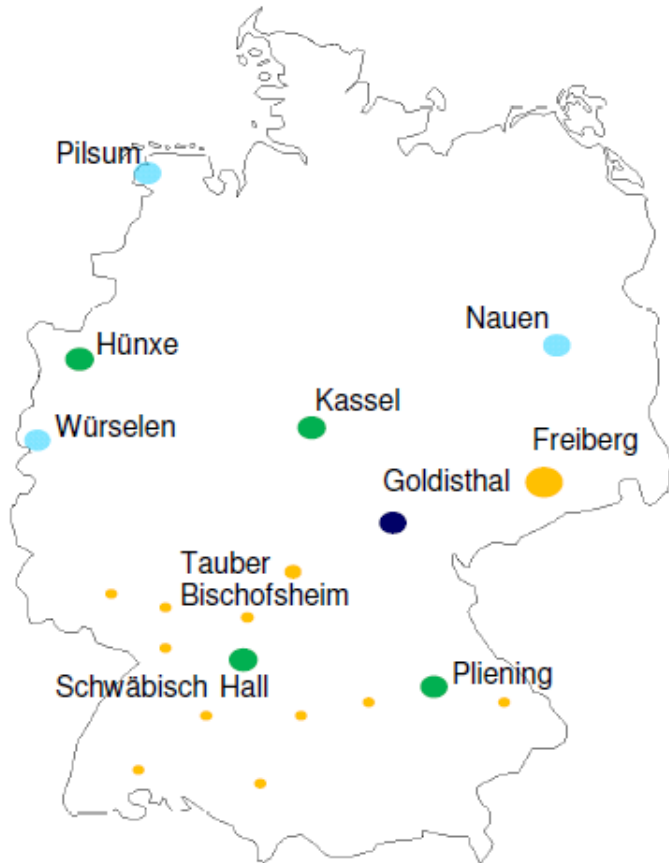 Pilsum
Nauen
Hünxe
Kassel
Würselen
Freiberg
Goldisthal
Tauber
Bischofsheim
Pliening
Schwäbisch Hall